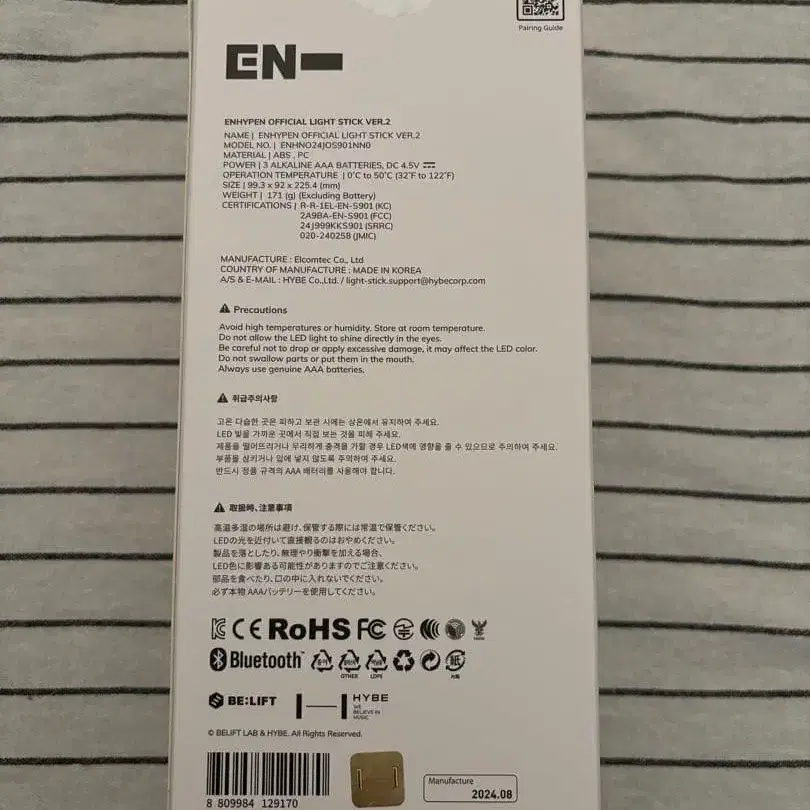 Pairing Guide
EN-
ENHYPEN OFFICIAL LIGHT STICK VER.2
NAME | ENHYPEN OFFICIAL LIGHT STICK VER.2
MODEL NO. | ENHNO24JOS901NN0
MATERIAL | ABS , PC
POWER | 3 ALKALINE AAA BATTERIES, DC 4.5V
OPERATION TEMPERATURE | 0°C to 50°C (32°F to 122°F)
SIZE | 99.3 x 92 x 225.4 (mm)
WEIGHT | 171 (g) (Excluding Battery)
CERTIFICATIONS | R-R-1EL-EN-S901 (KC)
2A9BA-EN-S901 (FCC)
24J999KKS901 (SRRC)
020-240258 (JMIC)
MANUFACTURE : Elcomtec Co., Ltd
COUNTRY OF MANUFACTURE : MADE IN KOREA
A/S & E-MAIL : HYBE Co.,Ltd. / light-stick.support@hybecorp.com
Precautions
Avoid high temperatures or humidity. Store at room temperature.
Do not allow the LED light to shine directly in the eyes.
Be careful not to drop or apply excessive damage, it may affect the LED color.
Do not swallow parts or put them in the mouth.
Always use genuine AAA batteries.
취급주의사항
고온 다습한 곳은 피하고 보관 시에는 상온에서 유지하여 주세요.
LED 빛을 가까운 곳에서 직접 보는 것을 피해 주세요.
제품을 떨어뜨리거나 무리하게 충격을 가할 경우 LED색에 영향을 줄 수 있으므로 주의하여 주세요.
부품을 삼키거나 입에 넣지 않도록 주의하여 주세요.
반드시 정품 규격의 AAA 배터리를 사용해야 합니다.
取扱時、注意事項
高温多湿の場所は避け、保管する際には常温で保管ください。
LEDの光を近付いて直接観るのはおやめください。
製品を落としたり、無理やり衝撃を加える場合、
LED色に影響ある可能性がありますのでご注意ください。
部品を食べたり、口の中に入れないでください。
必ず本物 AAAバッテリーを使用してください。
CE RoHS FC
Bluetooth
OTHER LDPE
BE:LIFT HYBE
WE
BELIEVE IN
MUSIC
© BELIFT LAB & HYBE. All Rights Reserved.
8 809984 129170
Manufacture
2024.08